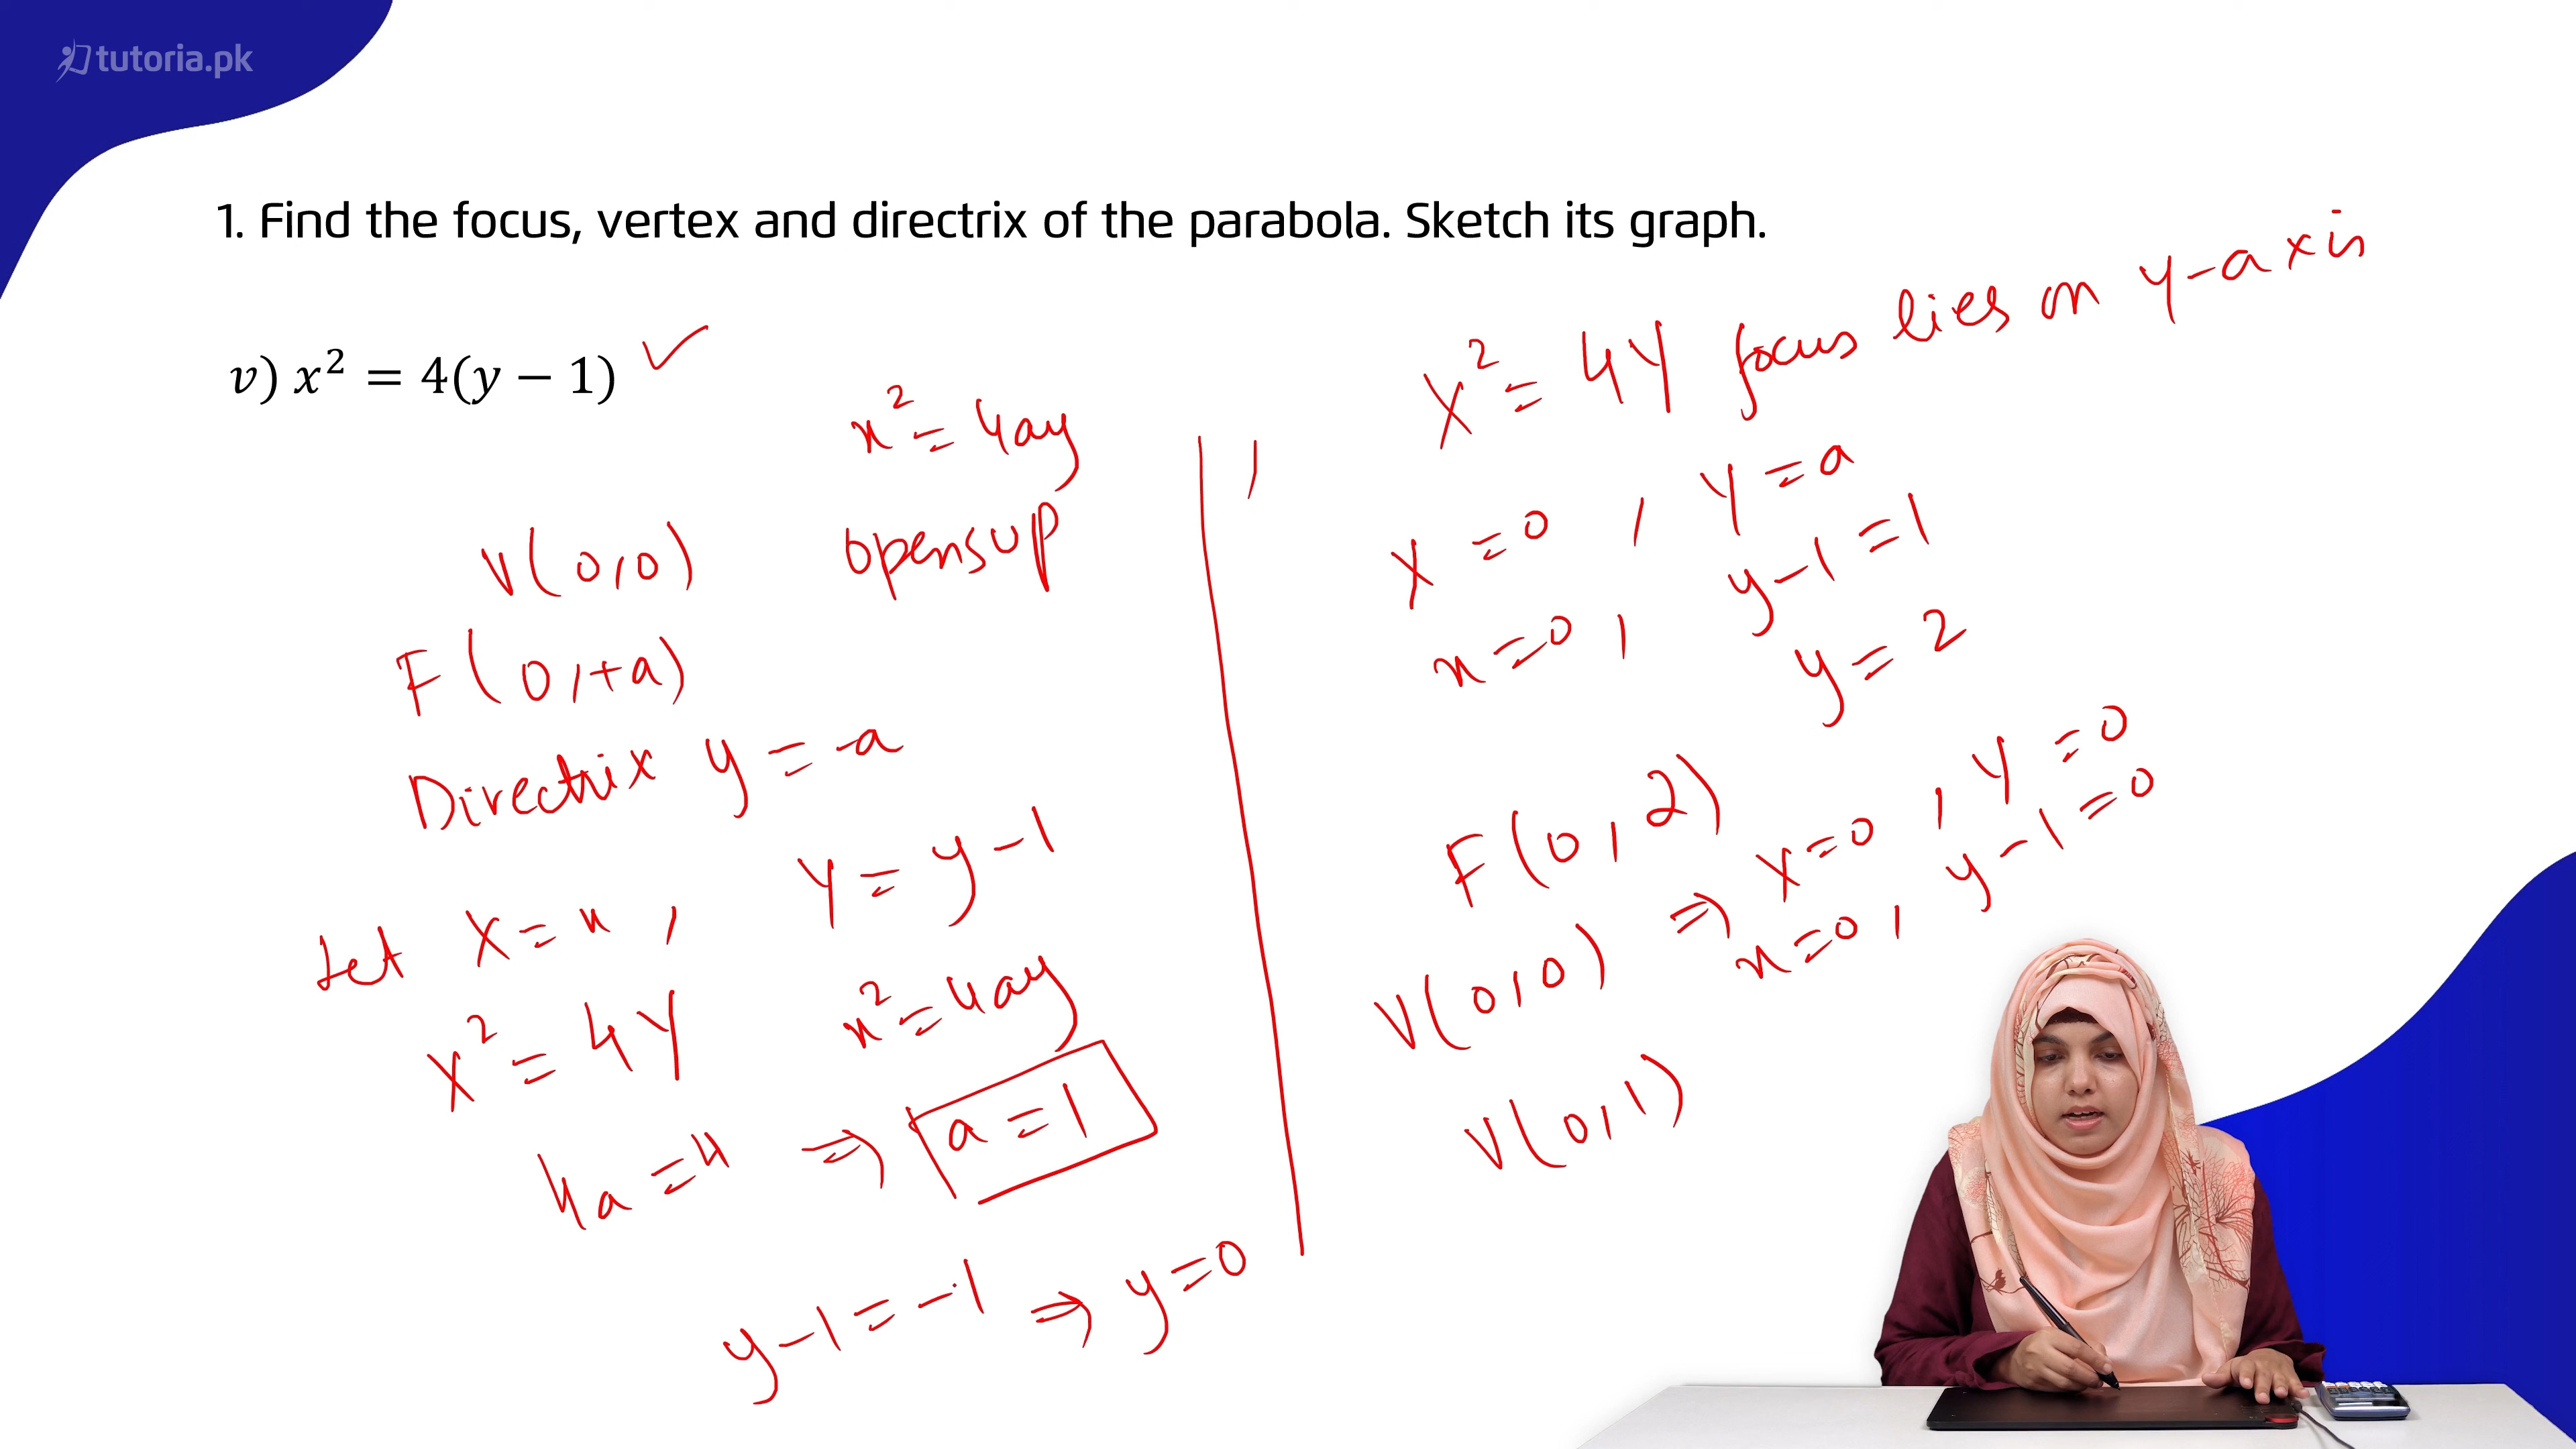 tutoria.pk
1. Find the focus, vertex and directrix of the parabola. Sketch its graph.
v) x² = 4(y − 1) ✓
x² = 4ay
V(0,0) opens up
F(0,+a)
Directrix y = -a
Let X = x , Y = y-1
X² = 4Y x² = 4ay
4a = 4 ⇒ a = 1
y-1 = -1 ⇒ y = 0
X² = 4Y focus lies on y-axis
X = 0 , Y = a
x = 0 , y-1 = 1
y = 2
F(0,2)
V(0,0) ⇒ X = 0 , Y = 0
x = 0 , y-1 = 0
V(0,1)